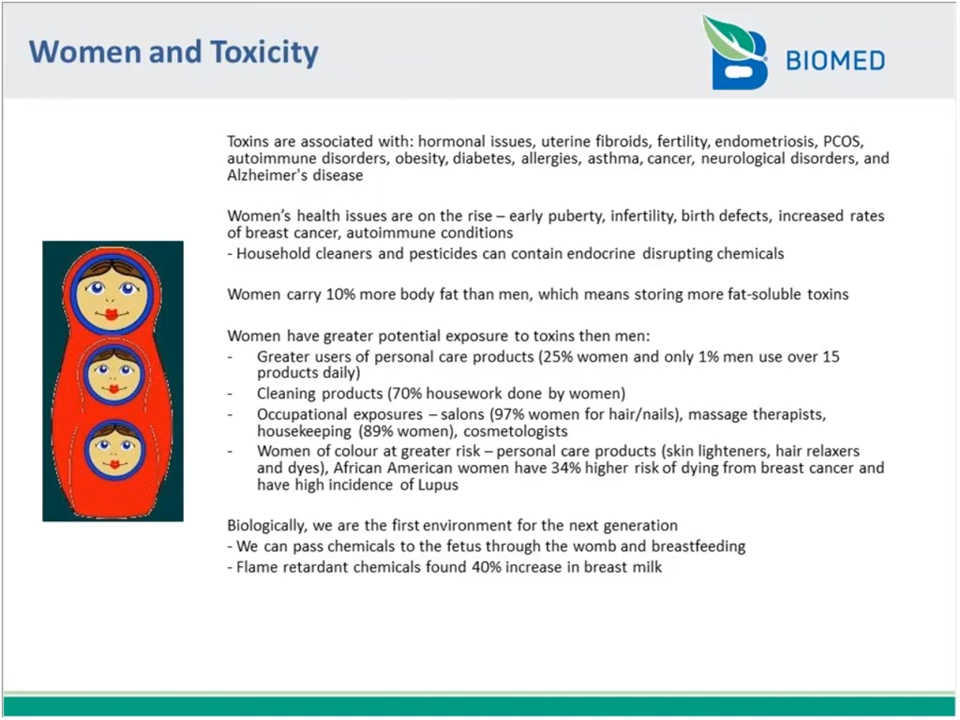 Women and Toxicity
B BIOMED
Toxins are associated with: hormonal issues, uterine fibroids, fertility, endometriosis, PCOS,
autoimmune disorders, obesity, diabetes, allergies, asthma, cancer, neurological disorders, and
Alzheimer's disease
Women's health issues are on the rise – early puberty, infertility, birth defects, increased rates
of breast cancer, autoimmune conditions
- Household cleaners and pesticides can contain endocrine disrupting chemicals
Women carry 10% more body fat than men, which means storing more fat-soluble toxins
Women have greater potential exposure to toxins then men:
- Greater users of personal care products (25% women and only 1% men use over 15
products daily)
- Cleaning products (70% housework done by women)
- Occupational exposures – salons (97% women for hair/nails), massage therapists,
housekeeping (89% women), cosmetologists
- Women of colour at greater risk – personal care products (skin lighteners, hair relaxers
and dyes), African American women have 34% higher risk of dying from breast cancer and
have high incidence of Lupus
Biologically, we are the first environment for the next generation
- We can pass chemicals to the fetus through the womb and breastfeeding
- Flame retardant chemicals found 40% increase in breast milk